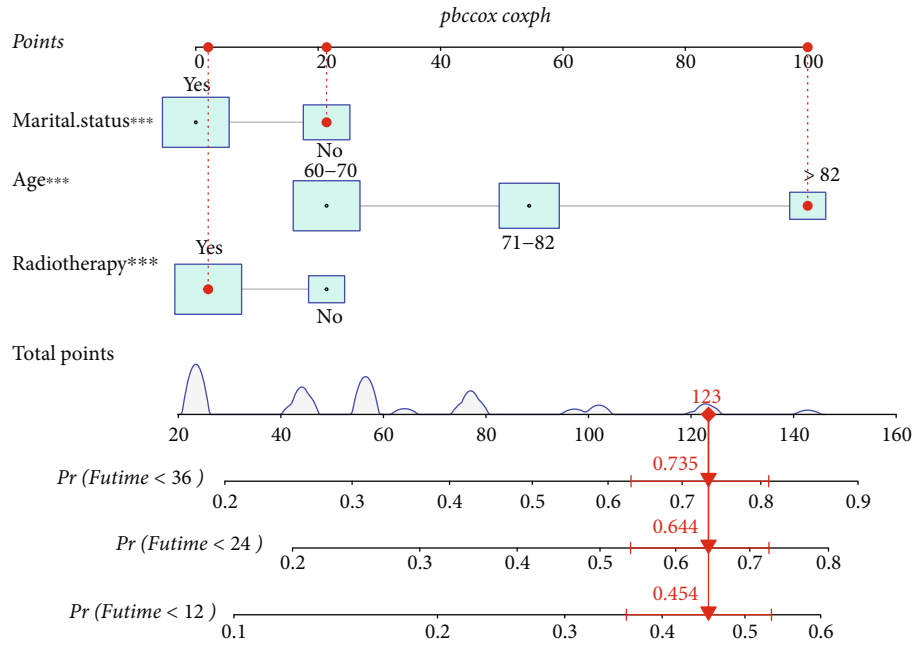 pbccox coxph
Points
0 20 40 60 80 100
Yes
Marital.status***
No
60–70
Age***
> 82
71–82
Yes
Radiotherapy***
No
Total points
123
20 40 60 80 100 120 140 160
0.735
Pr (Futime < 36 )
0.2 0.3 0.4 0.5 0.6 0.7 0.8 0.9
0.644
Pr (Futime < 24 )
0.2 0.3 0.4 0.5 0.6 0.7 0.8
0.454
Pr (Futime < 12 )
0.1 0.2 0.3 0.4 0.5 0.6